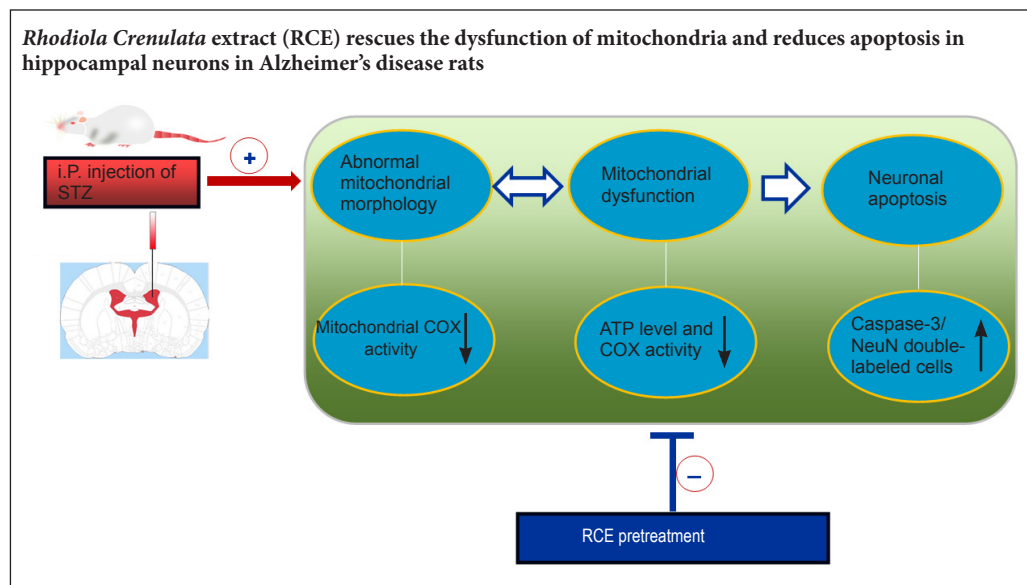 Rhodiola Crenulata extract (RCE) rescues the dysfunction of mitochondria and reduces apoptosis in
hippocampal neurons in Alzheimer’s disease rats
i.P. injection of
STZ
+
Abnormal
mitochondrial
morphology
Mitochondrial
dysfunction
Neuronal
apoptosis
Mitochondrial COX
activity
ATP level and
COX activity
Caspase-3/
NeuN double-
labeled cells
−
RCE pretreatment